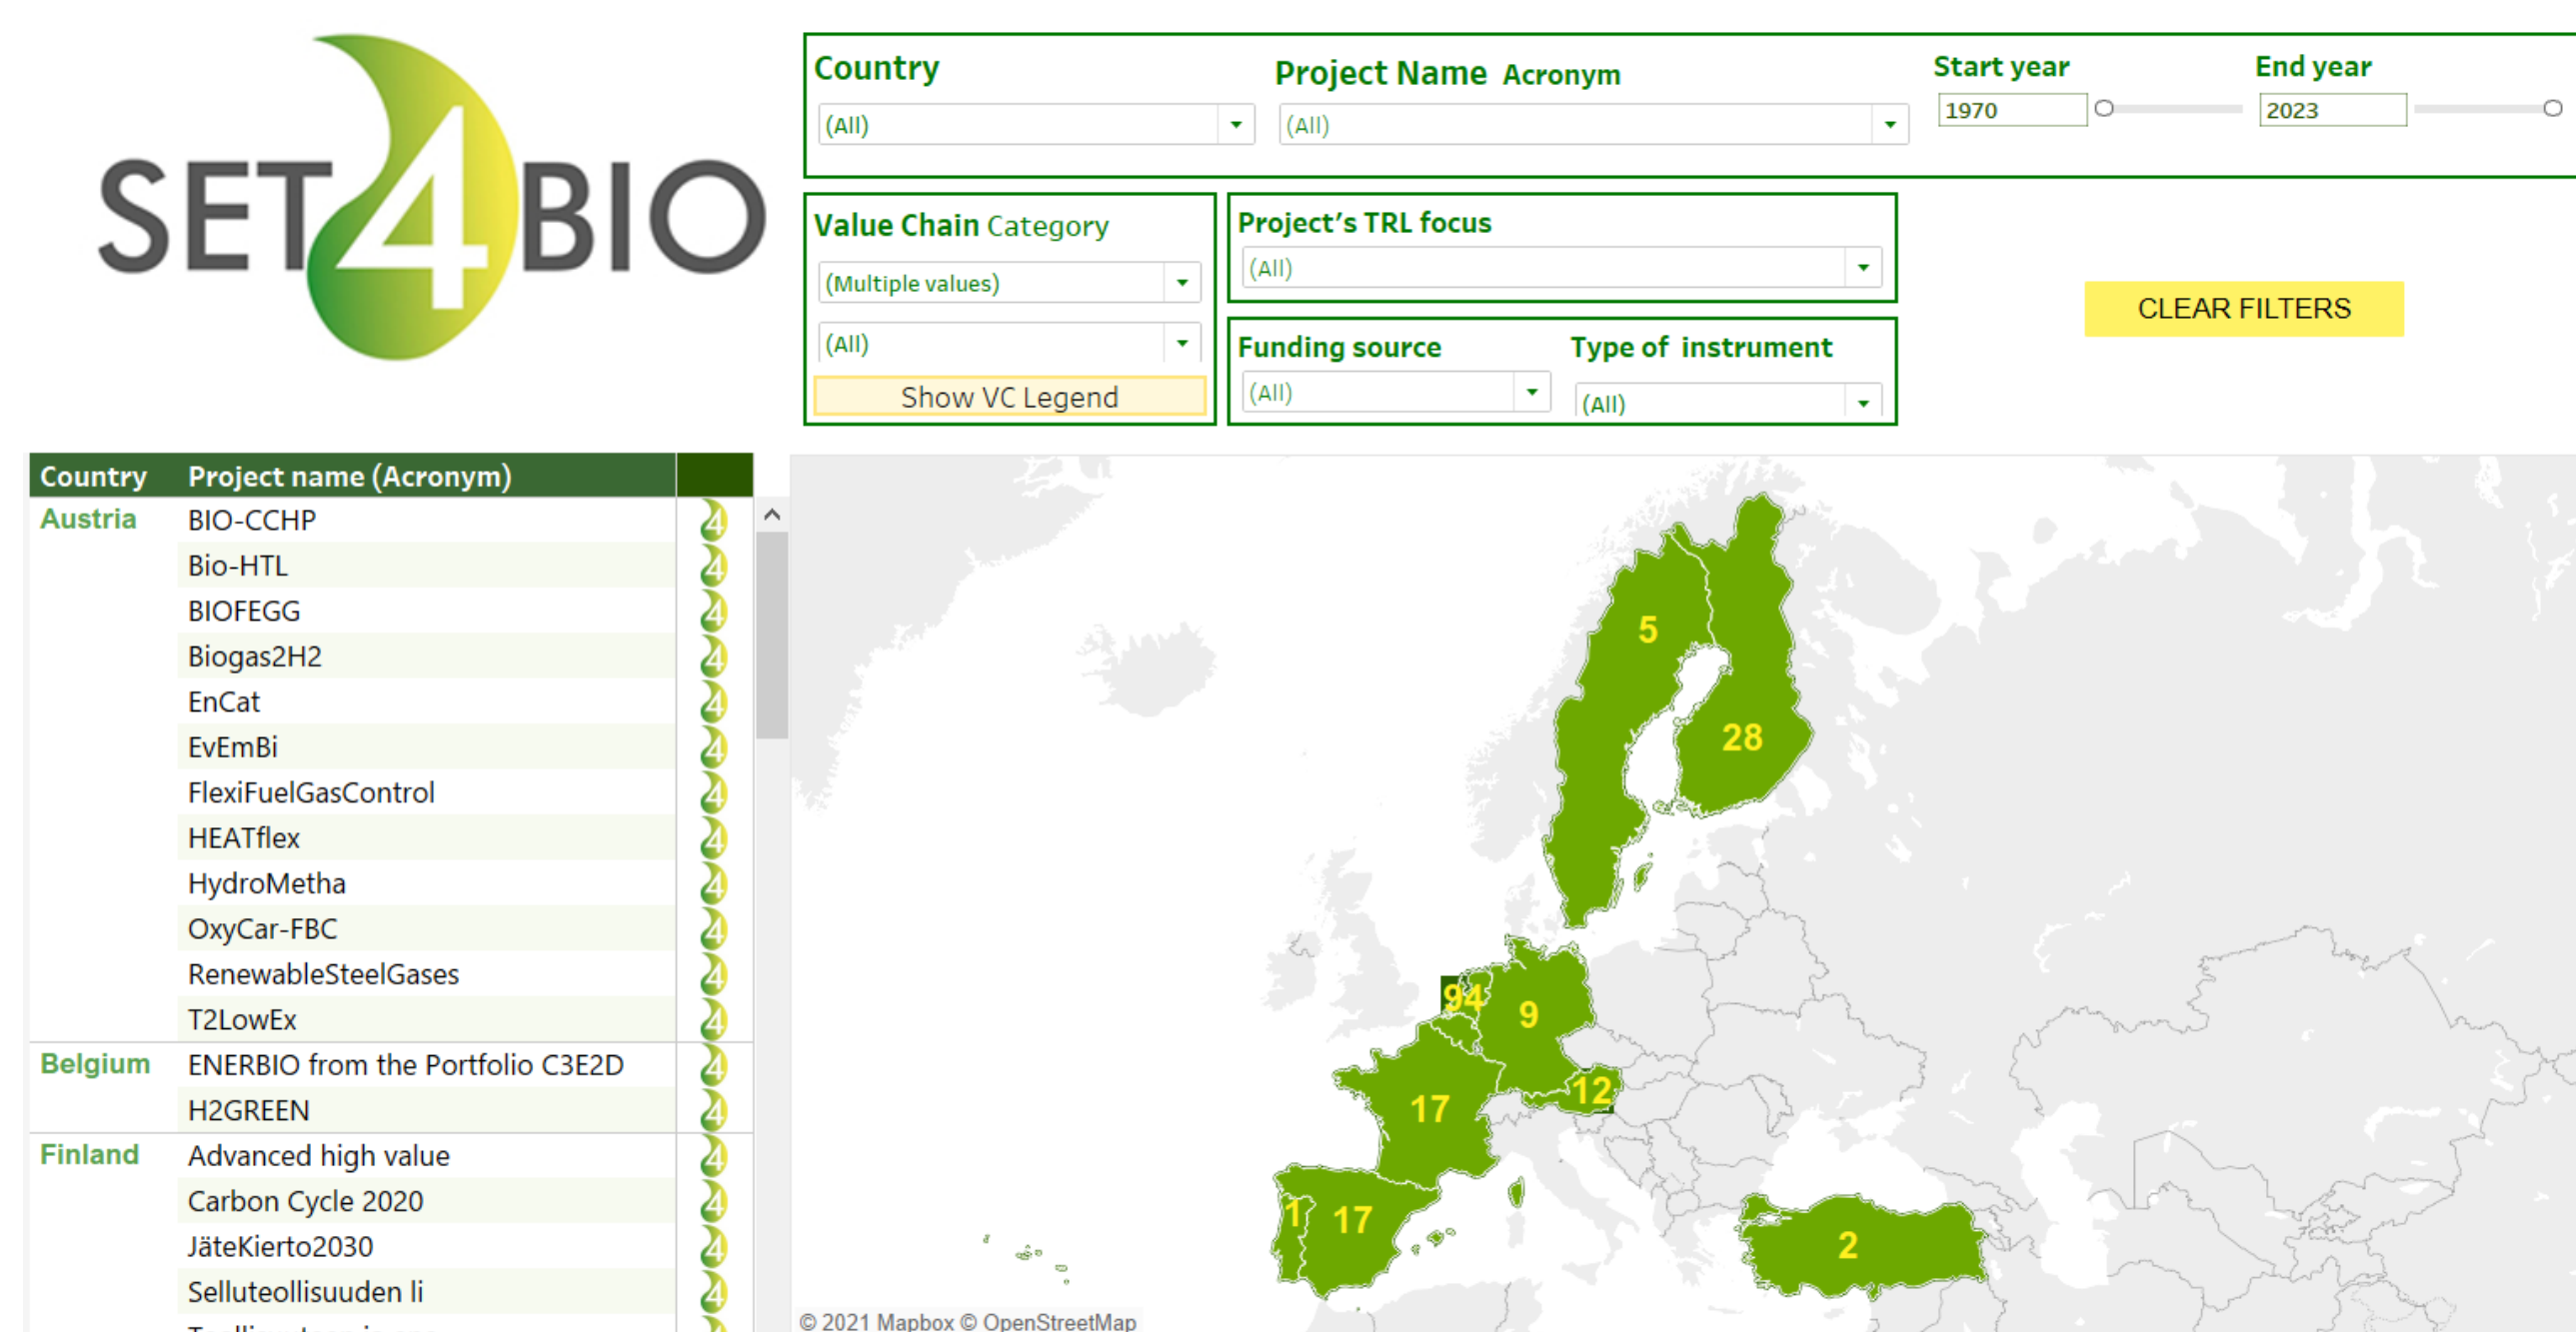 SET4BIO
Country
(All)
Project Name Acronym
(All)
Start year
1970
End year
2023
Value Chain Category
(Multiple values)
(All)
Show VC Legend
Project's TRL focus
(All)
Funding source
(All)
Type of instrument
(All)
CLEAR FILTERS
Country Project name (Acronym)
Austria BIO-CCHP
Bio-HTL
BIOFEGG
Biogas2H2
EnCat
EvEmBi
FlexiFuelGasControl
HEATflex
HydroMetha
OxyCar-FBC
RenewableSteelGases
T2LowEx
Belgium ENERBIO from the Portfolio C3E2D
H2GREEN
Finland Advanced high value
Carbon Cycle 2020
JäteKierto2030
Selluteollisuuden li
5
28
94
9
12
17
1
17
2
© 2021 Mapbox © OpenStreetMap